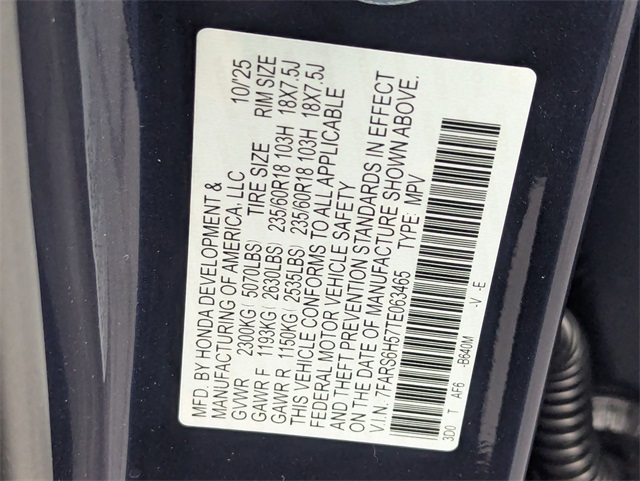 MFD. BY HONDA DEVELOPMENT &
MANUFACTURING OF AMERICA, LLC 10/'25
GVWR 2300KG( 5070LBS) TIRE SIZE RIM SIZE
GAWR F 1193KG( 2630LBS) 235/60R18 103H 18X7.5J
GAWR R 1150KG( 2535LBS) 235/60R18 103H 18X7.5J
THIS VEHICLE CONFORMS TO ALL APPLICABLE
FEDERAL MOTOR VEHICLE SAFETY
AND THEFT PREVENTION STANDARDS IN EFFECT
ON THE DATE OF MANUFACTURE SHOWN ABOVE.
V.I.N. 7FARS6H57TE063465 TYPE: MPV
3D0 T AF6 -B640M -V -E